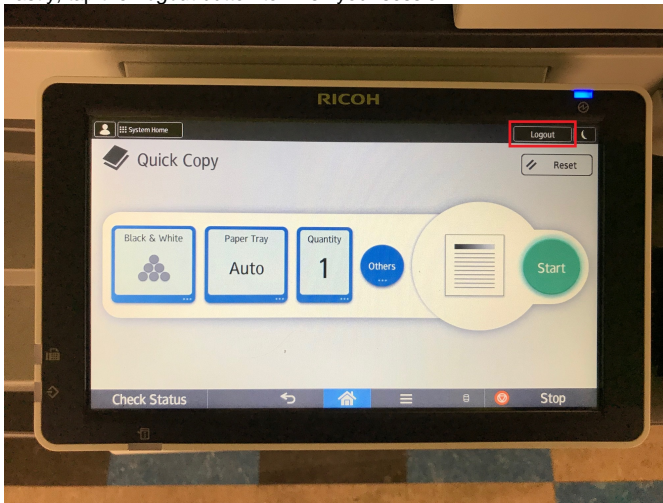 RICOH
System Home
Logout
Quick Copy
Reset
Black & White
Paper Tray
Auto
Quantity
1
Others
Start
Check Status
Stop